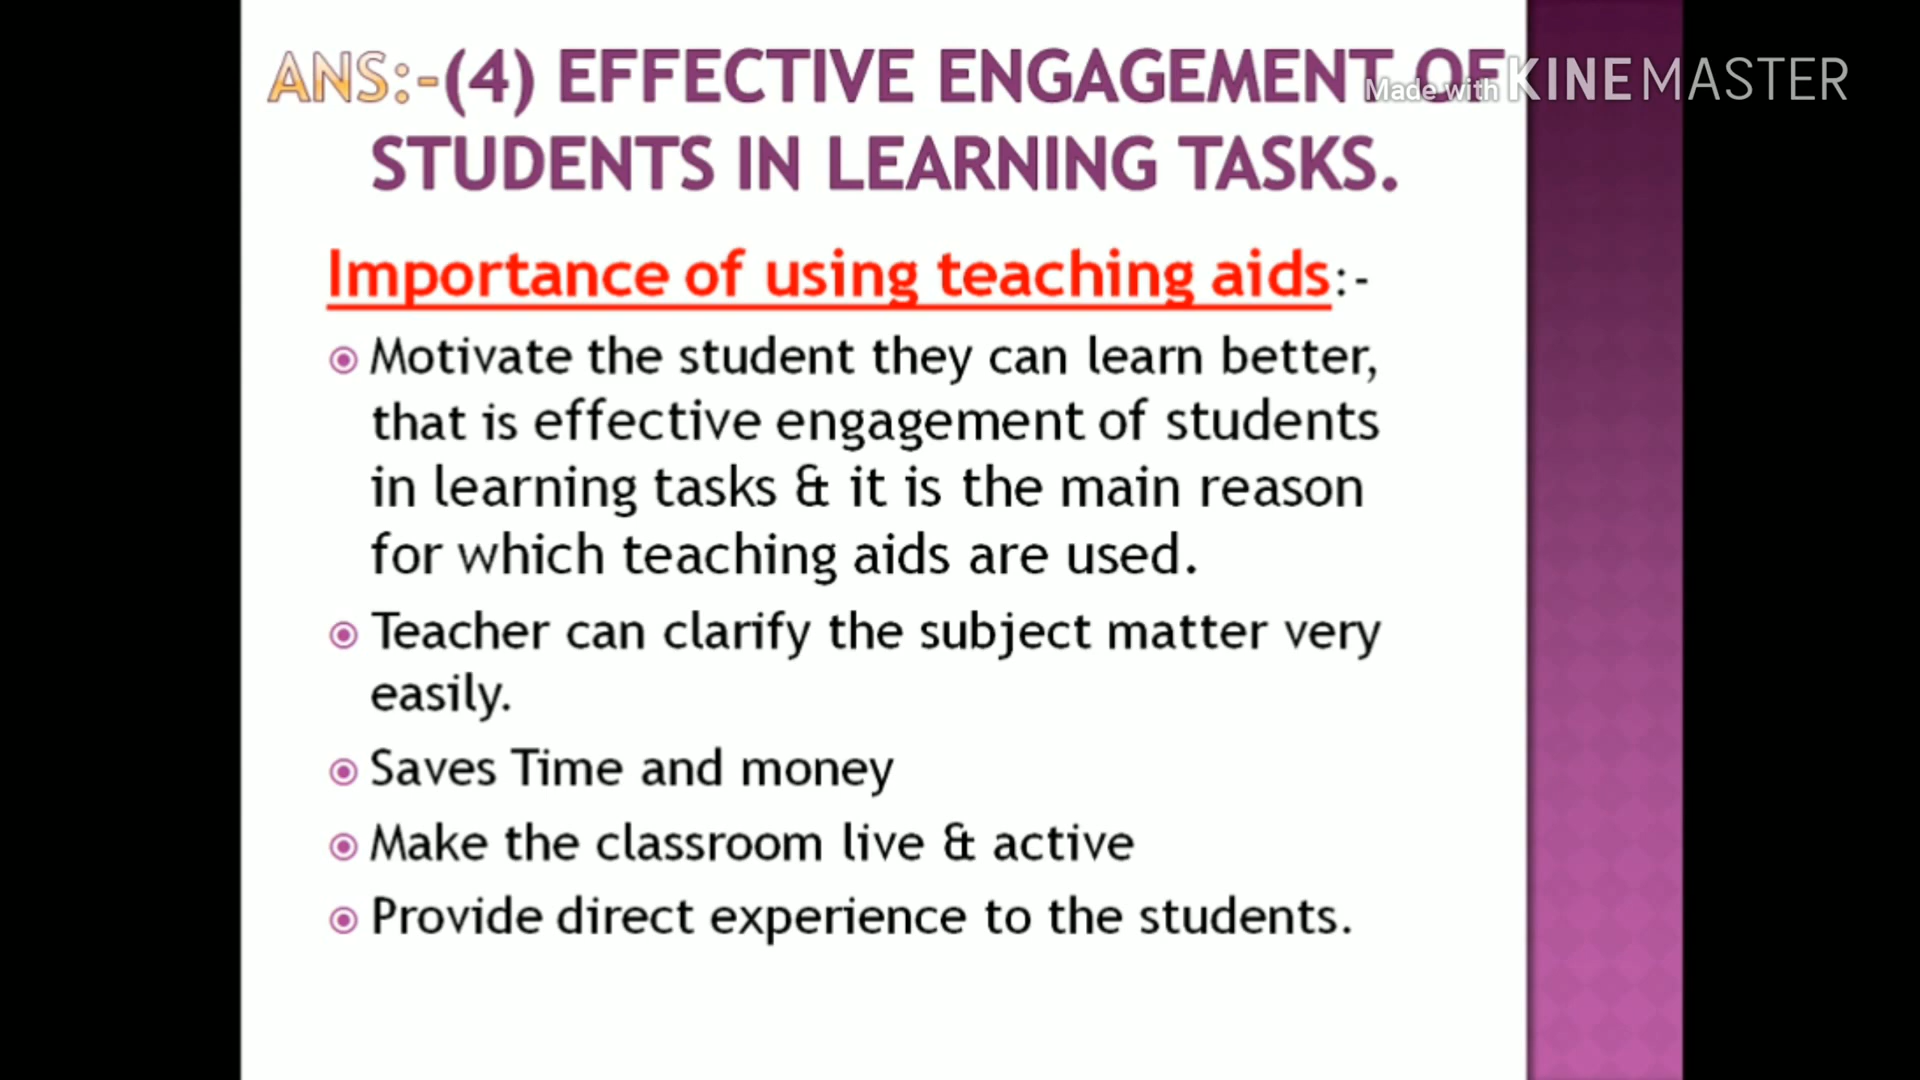 ANS:-(4) EFFECTIVE ENGAGEMENT OF
Made with KINEMASTER
STUDENTS IN LEARNING TASKS.
Importance of using teaching aids:-
Motivate the student they can learn better,
that is effective engagement of students
in learning tasks & it is the main reason
for which teaching aids are used.
Teacher can clarify the subject matter very
easily.
Saves Time and money
Make the classroom live & active
Provide direct experience to the students.